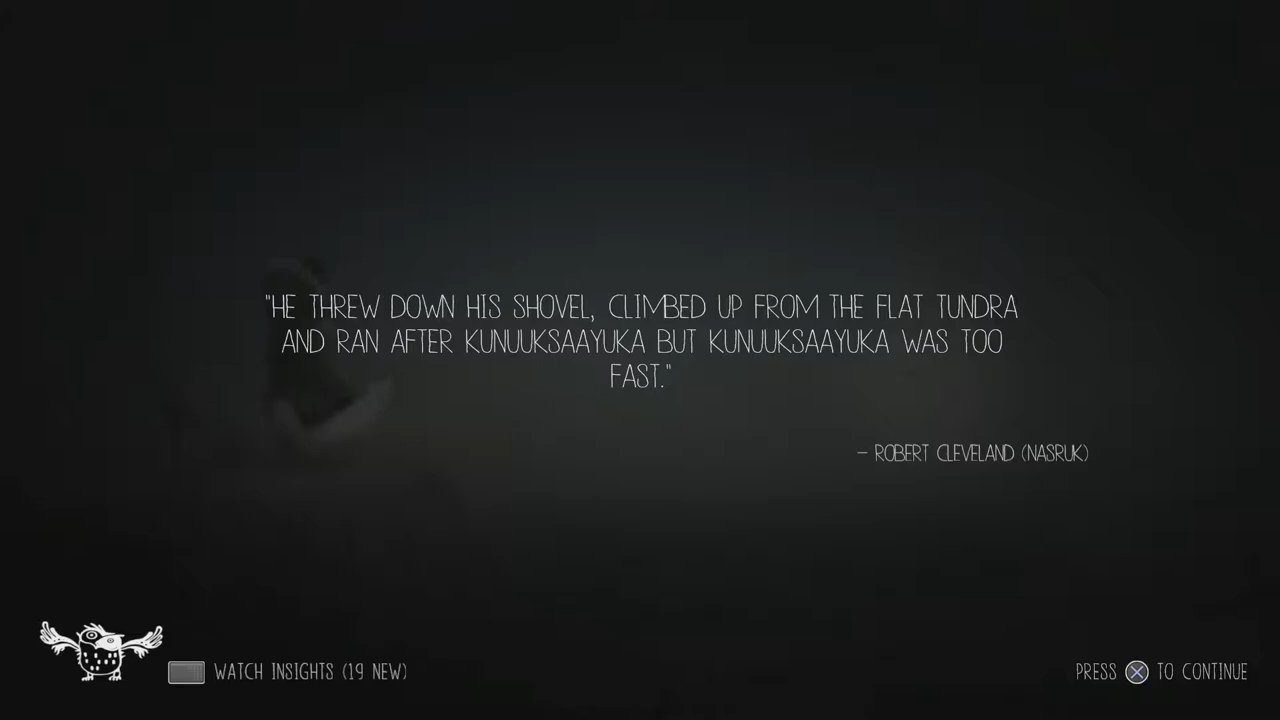 "HE THREW DOWN HIS SHOVEL, CLIMBED UP FROM THE FLAT TUNDRA
AND RAN AFTER KUNUUKSAAYUKA BUT KUNUUKSAAYUKA WAS TOO
FAST."
– ROBERT CLEVELAND (NASRUK)
WATCH INSIGHTS (19 NEW)
PRESS TO CONTINUE